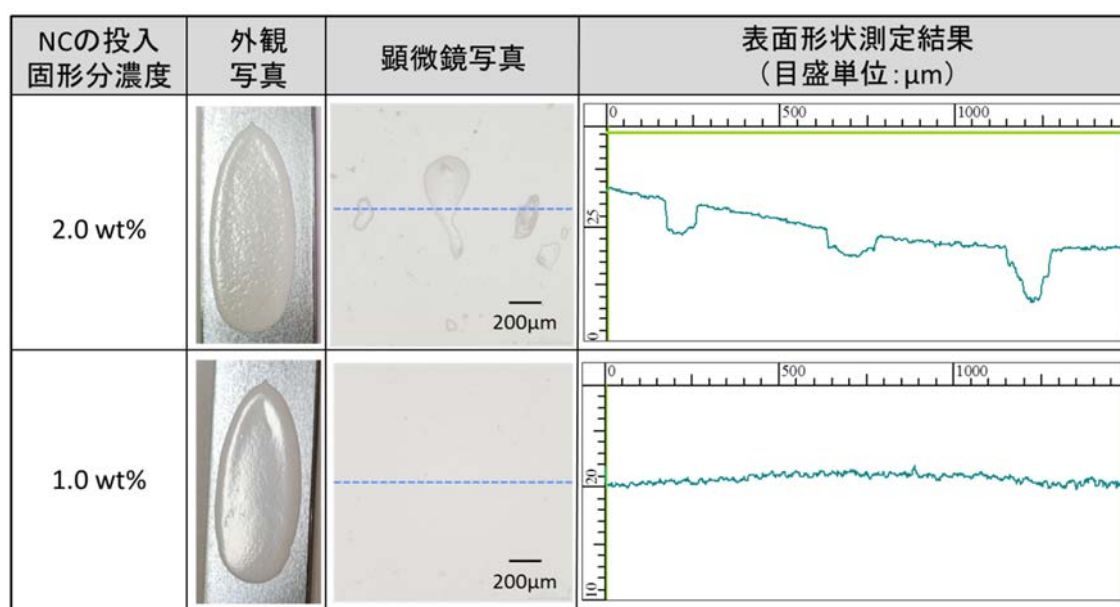 NCの投入
固形分濃度
外観
写真
顕微鏡写真
表面形状測定結果
（目盛単位：μm）
2.0 wt%
200μm
0
500
1000
25
0
1.0 wt%
200μm
0
500
1000
20
10